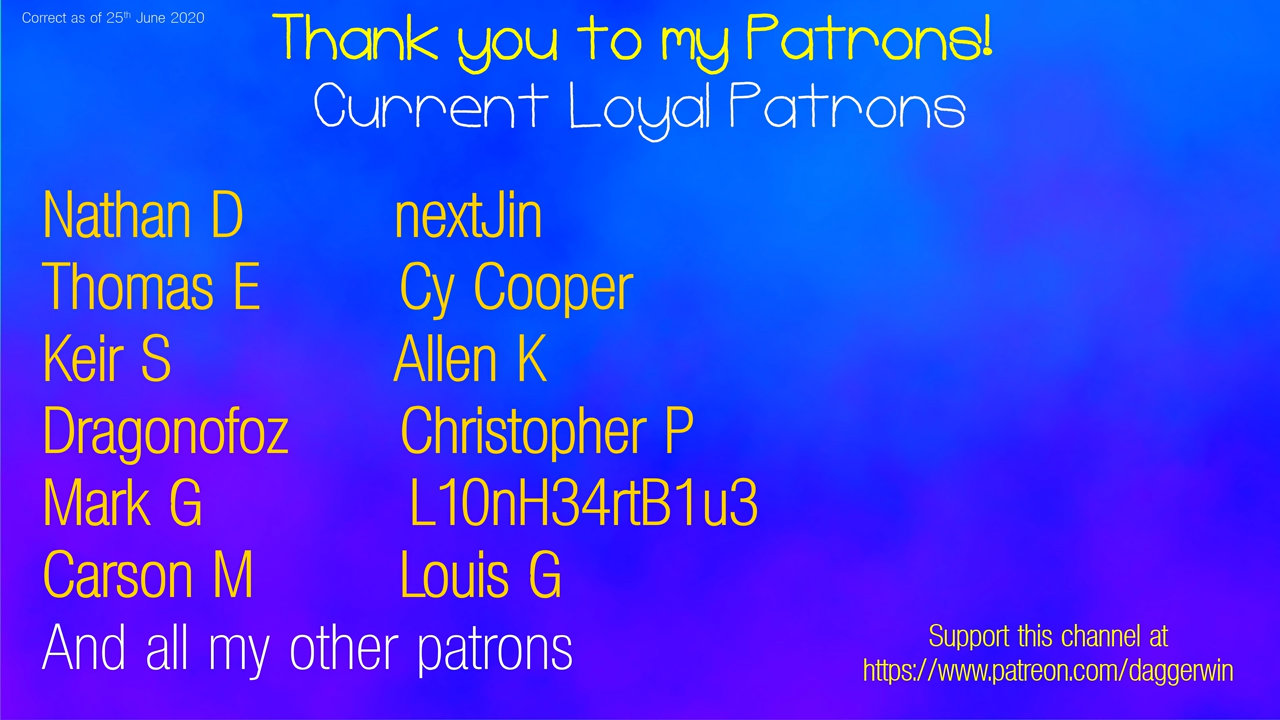 Correct as of 25th June 2020
Thank you to my Patrons!
Current Loyal Patrons
Nathan D
nextJin
Thomas E
Cy Cooper
Keir S
Allen K
Dragonofoz
Christopher P
Mark G
L10nH34rtB1u3
Carson M
Louis G
And all my other patrons
Support this channel at
https://www.patreon.com/daggerwin